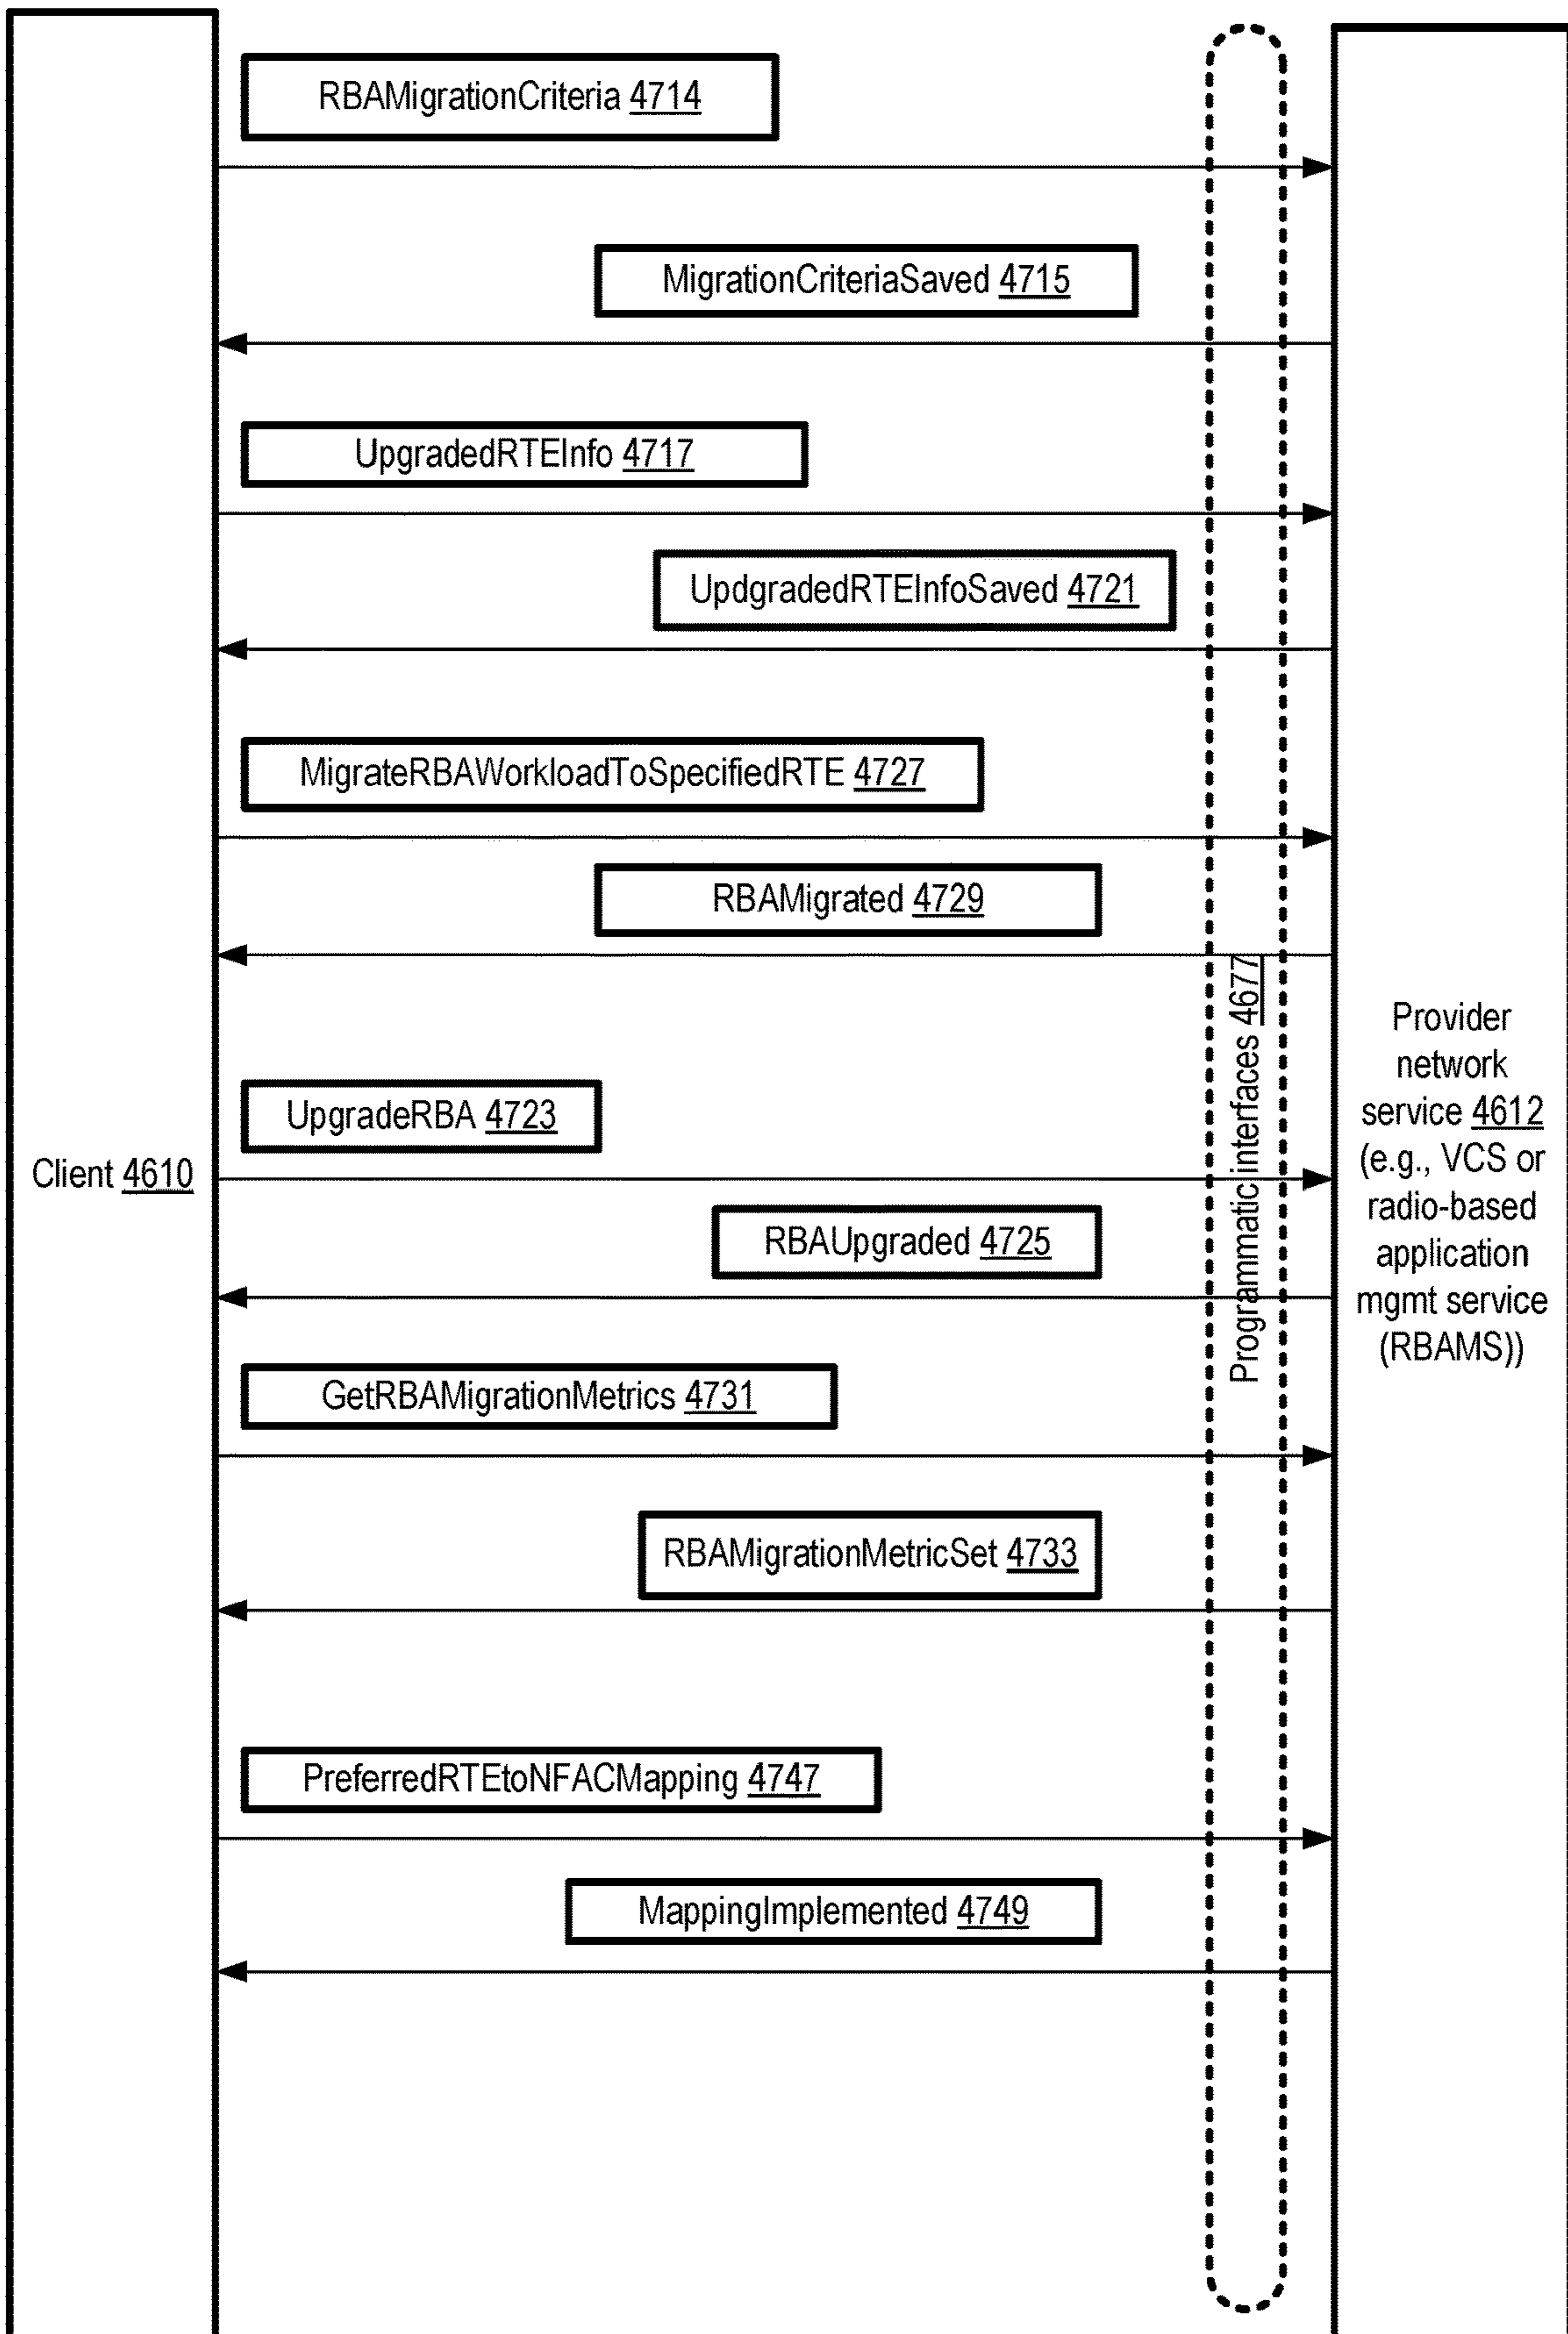 RBAMigrationCriteria 4714
MigrationCriteriaSaved 4715
UpgradedRTEInfo 4717
UpdgradedRTEInfoSaved 4721
MigrateRBAWorkloadToSpecifiedRTE 4727
RBAMigrated 4729
UpgradeRBA 4723
Client 4610
RBAUpgraded 4725
Programmatic interfaces 4677
Provider
network
service 4612
(e.g., VCS or
radio-based
application
mgmt service
(RBAMS))
GetRBAMigrationMetrics 4731
RBAMigrationMetricSet 4733
PreferredRTEtoNFACMapping 4747
MappingImplemented 4749